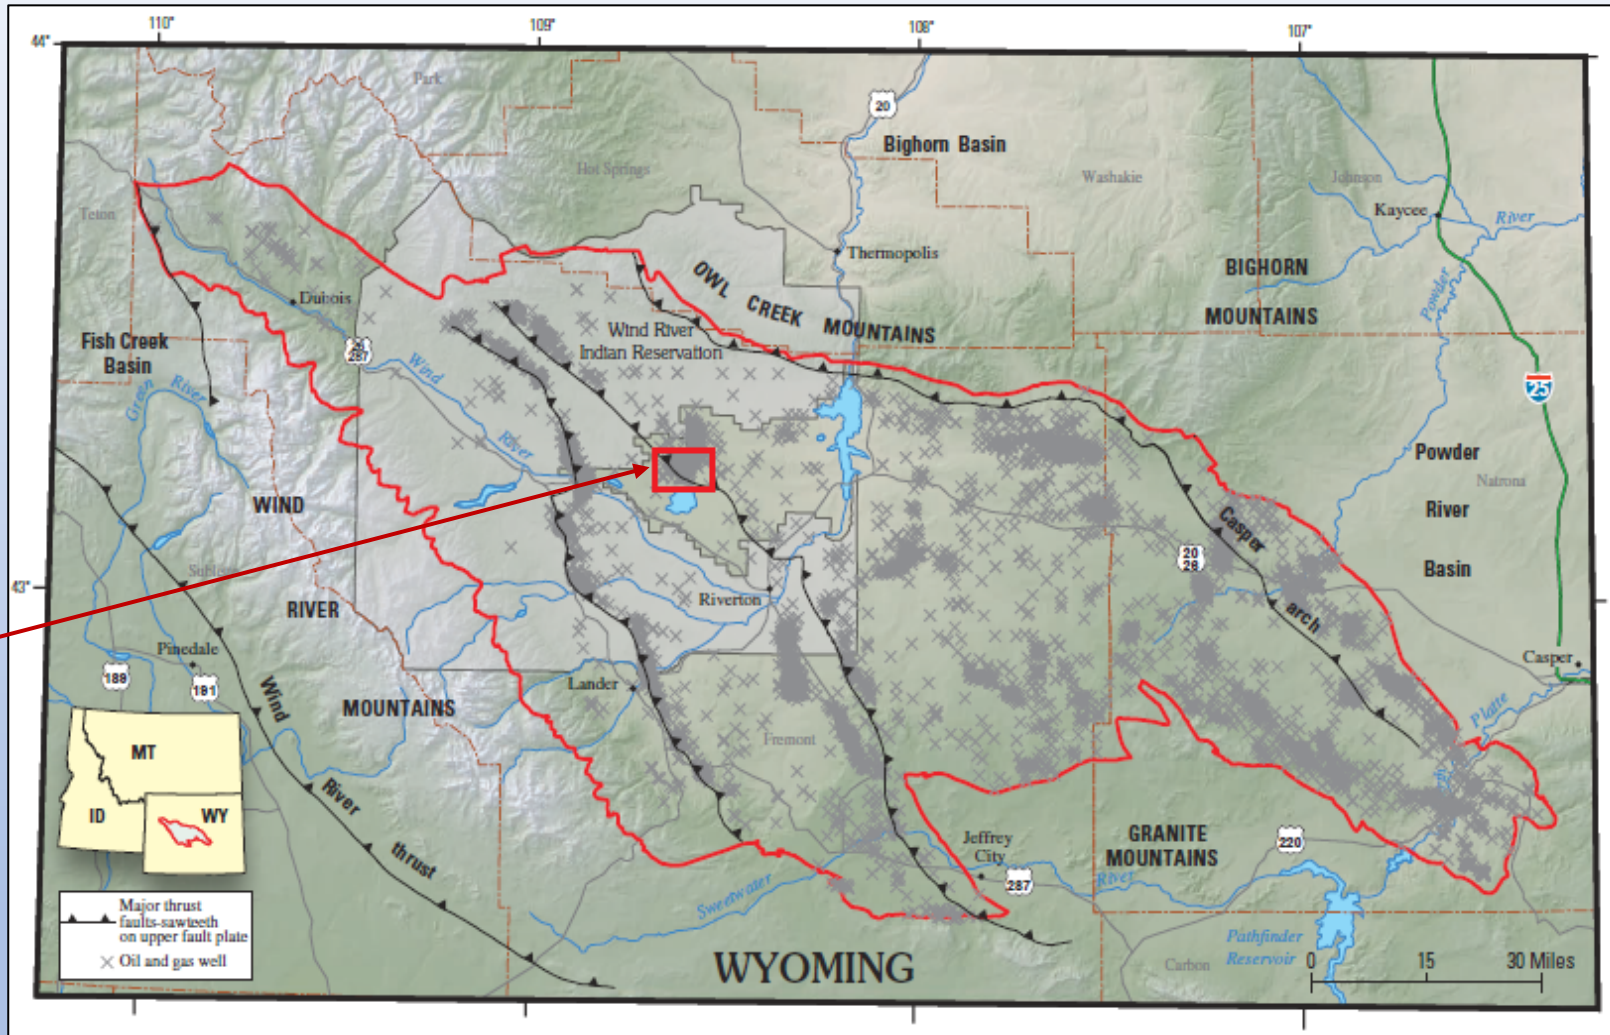 110°
109°
108°
107°
44°
Park
20
Bighorn Basin
Hot Springs
Washakie
Johnson
Kaycee
River
Teton
Thermopolis
Powder
BIGHORN
MOUNTAINS
OWL CREEK MOUNTAINS
Dubois
Wind River
Indian Reservation
Fish Creek
Basin
287
Wind
River
Green
River
25
Powder
River
Basin
Natrona
WIND
RIVER
MOUNTAINS
Casper
arch
20
26
43°
Sublette
Riverton
Pinedale
189
191
Lander
Casper
Wind
River
thrust
Platte
Fremont
MT
ID
WY
Jeffrey
City
287
GRANITE
MOUNTAINS
220
River
Sweetwater
Major thrust
faults-sawteeth
on upper fault plate
Oil and gas well
WYOMING
Pathfinder
Reservoir
Carbon
0 15 30 Miles